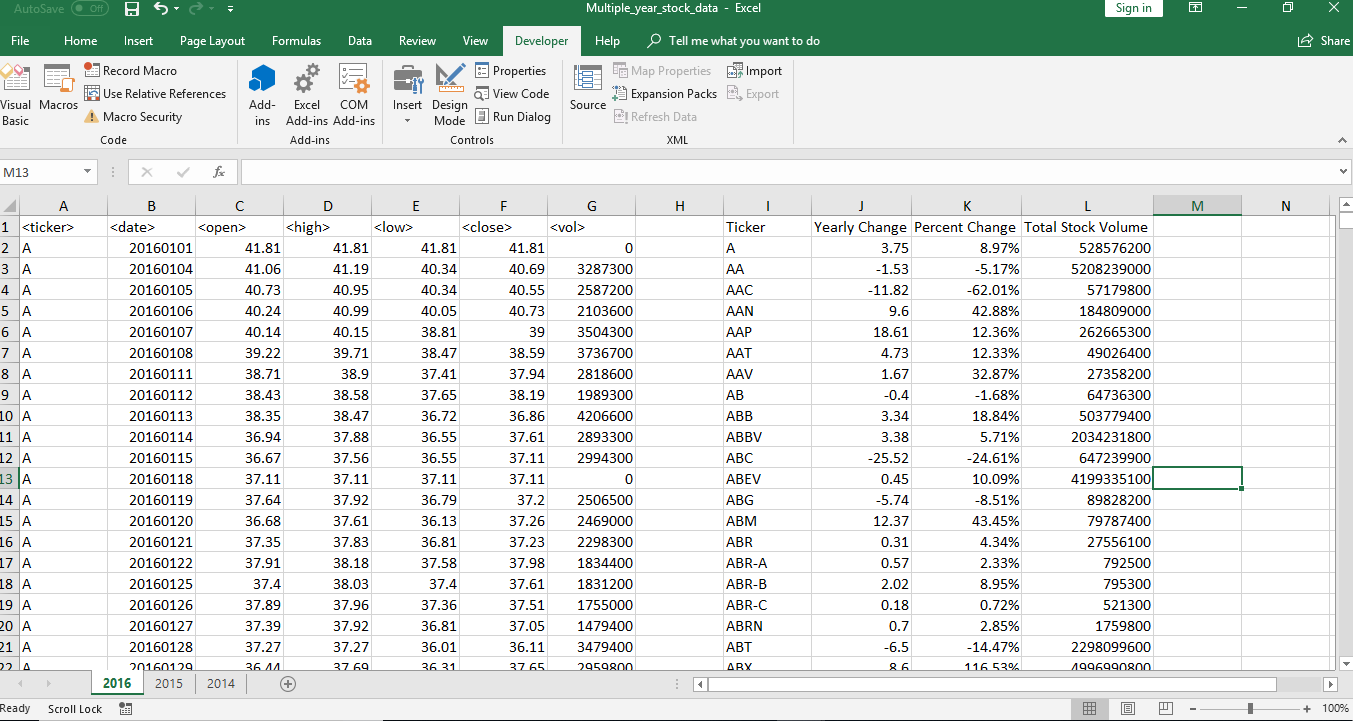 AutoSave Off Multiple_year_stock_data - Excel Sign in
File Home Insert Page Layout Formulas Data Review View Developer Help Tell me what you want to do Share
Visual Basic
Macros
Record Macro
Use Relative References
Macro Security
Code
Add-ins
Excel Add-ins
COM Add-ins
Add-ins
Insert
Design Mode
Properties
View Code
Run Dialog
Controls
Source
Map Properties
Expansion Packs
Refresh Data
Import
Export
XML
M13 fx
A B C D E F G H I J K L M N
1 <ticker> <date> <open> <high> <low> <close> <vol> Ticker Yearly Change Percent Change Total Stock Volume
2 A 20160101 41.81 41.81 41.81 41.81 0 A 3.75 8.97% 528576200
3 A 20160104 41.06 41.19 40.34 40.69 3287300 AA -1.53 -5.17% 5208239000
4 A 20160105 40.73 40.95 40.34 40.55 2587200 AAC -11.82 -62.01% 57179800
5 A 20160106 40.24 40.99 40.05 40.73 2103600 AAN 9.6 42.88% 184809000
6 A 20160107 40.14 40.15 38.81 39 3504300 AAP 18.61 12.36% 262665300
7 A 20160108 39.22 39.71 38.47 38.59 3736700 AAT 4.73 12.33% 49026400
8 A 20160111 38.71 38.9 37.41 37.94 2818600 AAV 1.67 32.87% 27358200
9 A 20160112 38.43 38.58 37.65 38.19 1989300 AB -0.4 -1.68% 64736300
10 A 20160113 38.35 38.47 36.72 36.86 4206600 ABB 3.34 18.84% 503779400
11 A 20160114 36.94 37.88 36.55 37.61 2893300 ABBV 3.38 5.71% 2034231800
12 A 20160115 36.67 37.56 36.55 37.11 2994300 ABC -25.52 -24.61% 647239900
13 A 20160118 37.11 37.11 37.11 37.11 0 ABEV 0.45 10.09% 4199335100
14 A 20160119 37.64 37.92 36.79 37.2 2506500 ABG -5.74 -8.51% 89828200
15 A 20160120 36.68 37.61 36.13 37.26 2469000 ABM 12.37 43.45% 79787400
16 A 20160121 37.35 37.83 36.81 37.23 2298300 ABR 0.31 4.34% 27556100
17 A 20160122 37.91 38.18 37.58 37.98 1834400 ABR-A 0.57 2.33% 792500
18 A 20160125 37.4 38.03 37.4 37.61 1831200 ABR-B 2.02 8.95% 795300
19 A 20160126 37.89 37.96 37.36 37.51 1755000 ABR-C 0.18 0.72% 521300
20 A 20160127 37.39 37.92 36.81 37.05 1479400 ABRN 0.7 2.85% 1759800
21 A 20160128 37.27 37.27 36.01 36.11 3479400 ABT -6.5 -14.47% 2298099600
22 A 20160129 36.44 37.69 36.31 37.65 2959800 ABX 8.6 116.53% 4996990800
2016 2015 2014
Ready Scroll Lock 100%